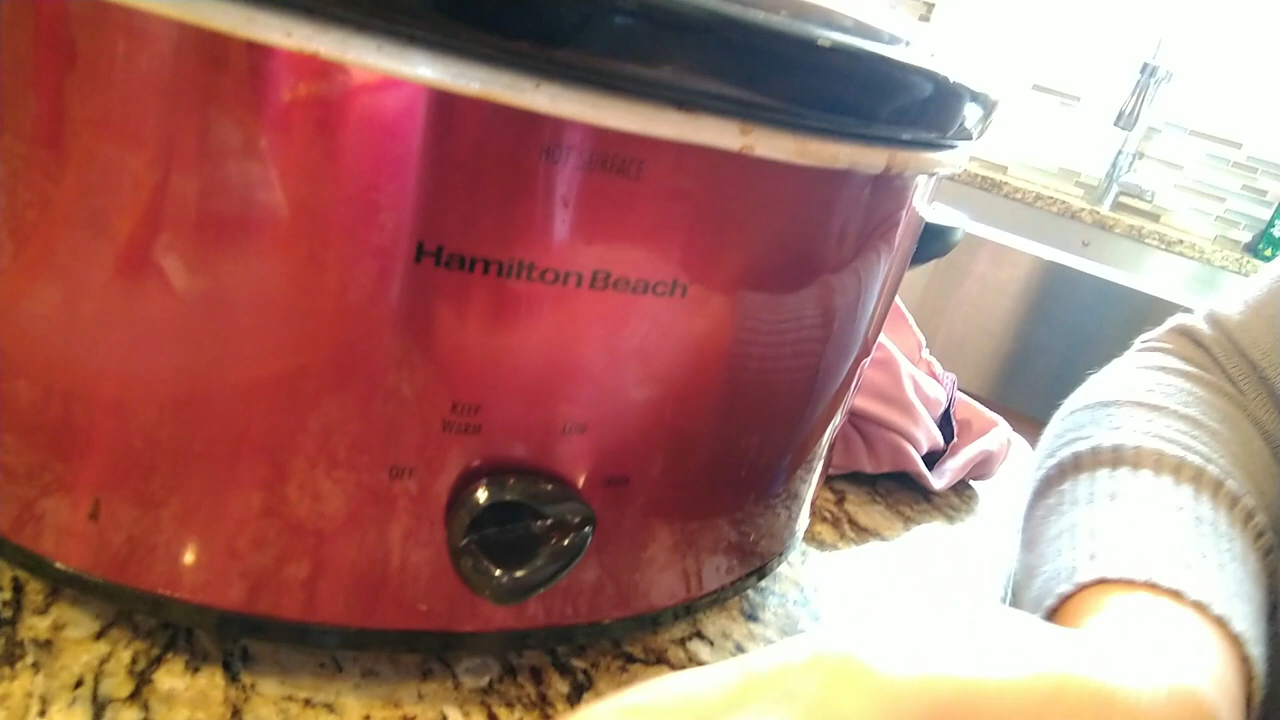 HOT SURFACE
Hamilton Beach
KEEP
WARM
LOW
OFF
HIGH